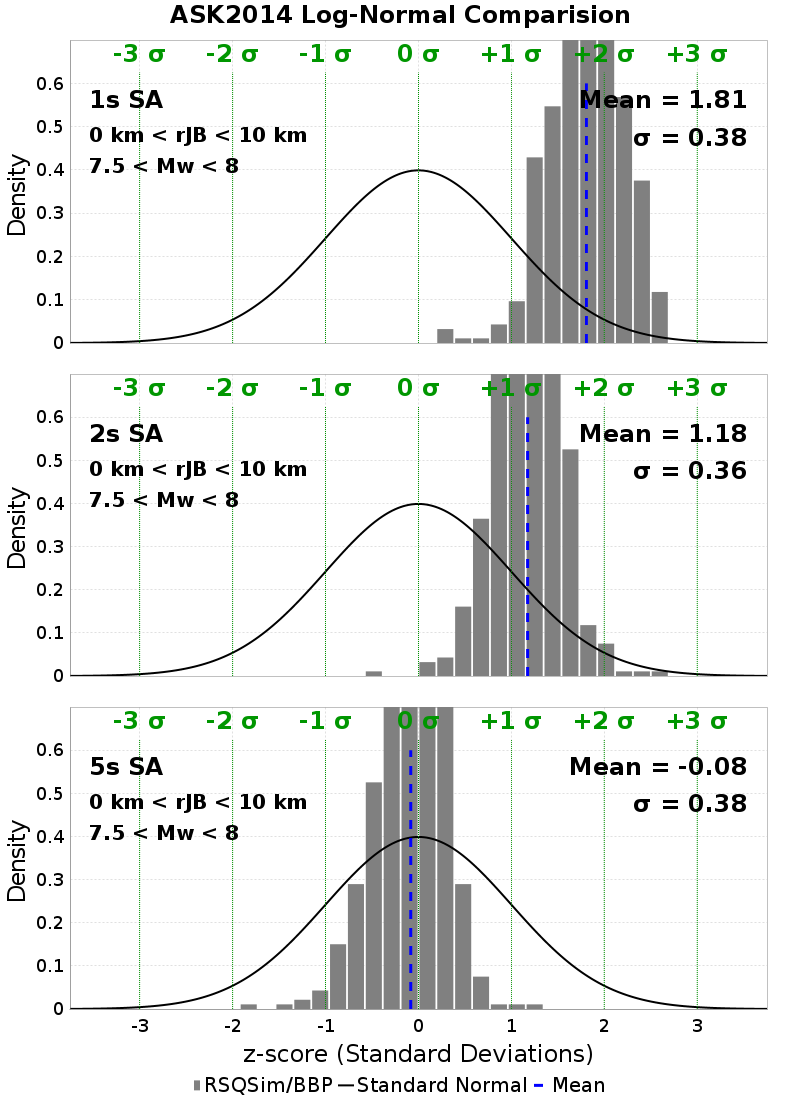 ASK2014 Log-Normal Comparision
-3 σ -2 σ -1 σ 0 σ +1 σ +2 σ +3 σ
1s SA
Mean = 1.81
0 km < rJB < 10 km
σ = 0.38
7.5 < Mw < 8
Density
0.6
0.5
0.4
0.3
0.2
0.1
0
-3 σ -2 σ -1 σ 0 σ +1 σ +2 σ +3 σ
2s SA
Mean = 1.18
0 km < rJB < 10 km
σ = 0.36
7.5 < Mw < 8
Density
0.6
0.5
0.4
0.3
0.2
0.1
0
-3 σ -2 σ -1 σ 0 σ +1 σ +2 σ +3 σ
5s SA
Mean = -0.08
0 km < rJB < 10 km
σ = 0.38
7.5 < Mw < 8
Density
0.6
0.5
0.4
0.3
0.2
0.1
0
-3 -2 -1 0 1 2 3
z-score (Standard Deviations)
RSQSim/BBP Standard Normal Mean